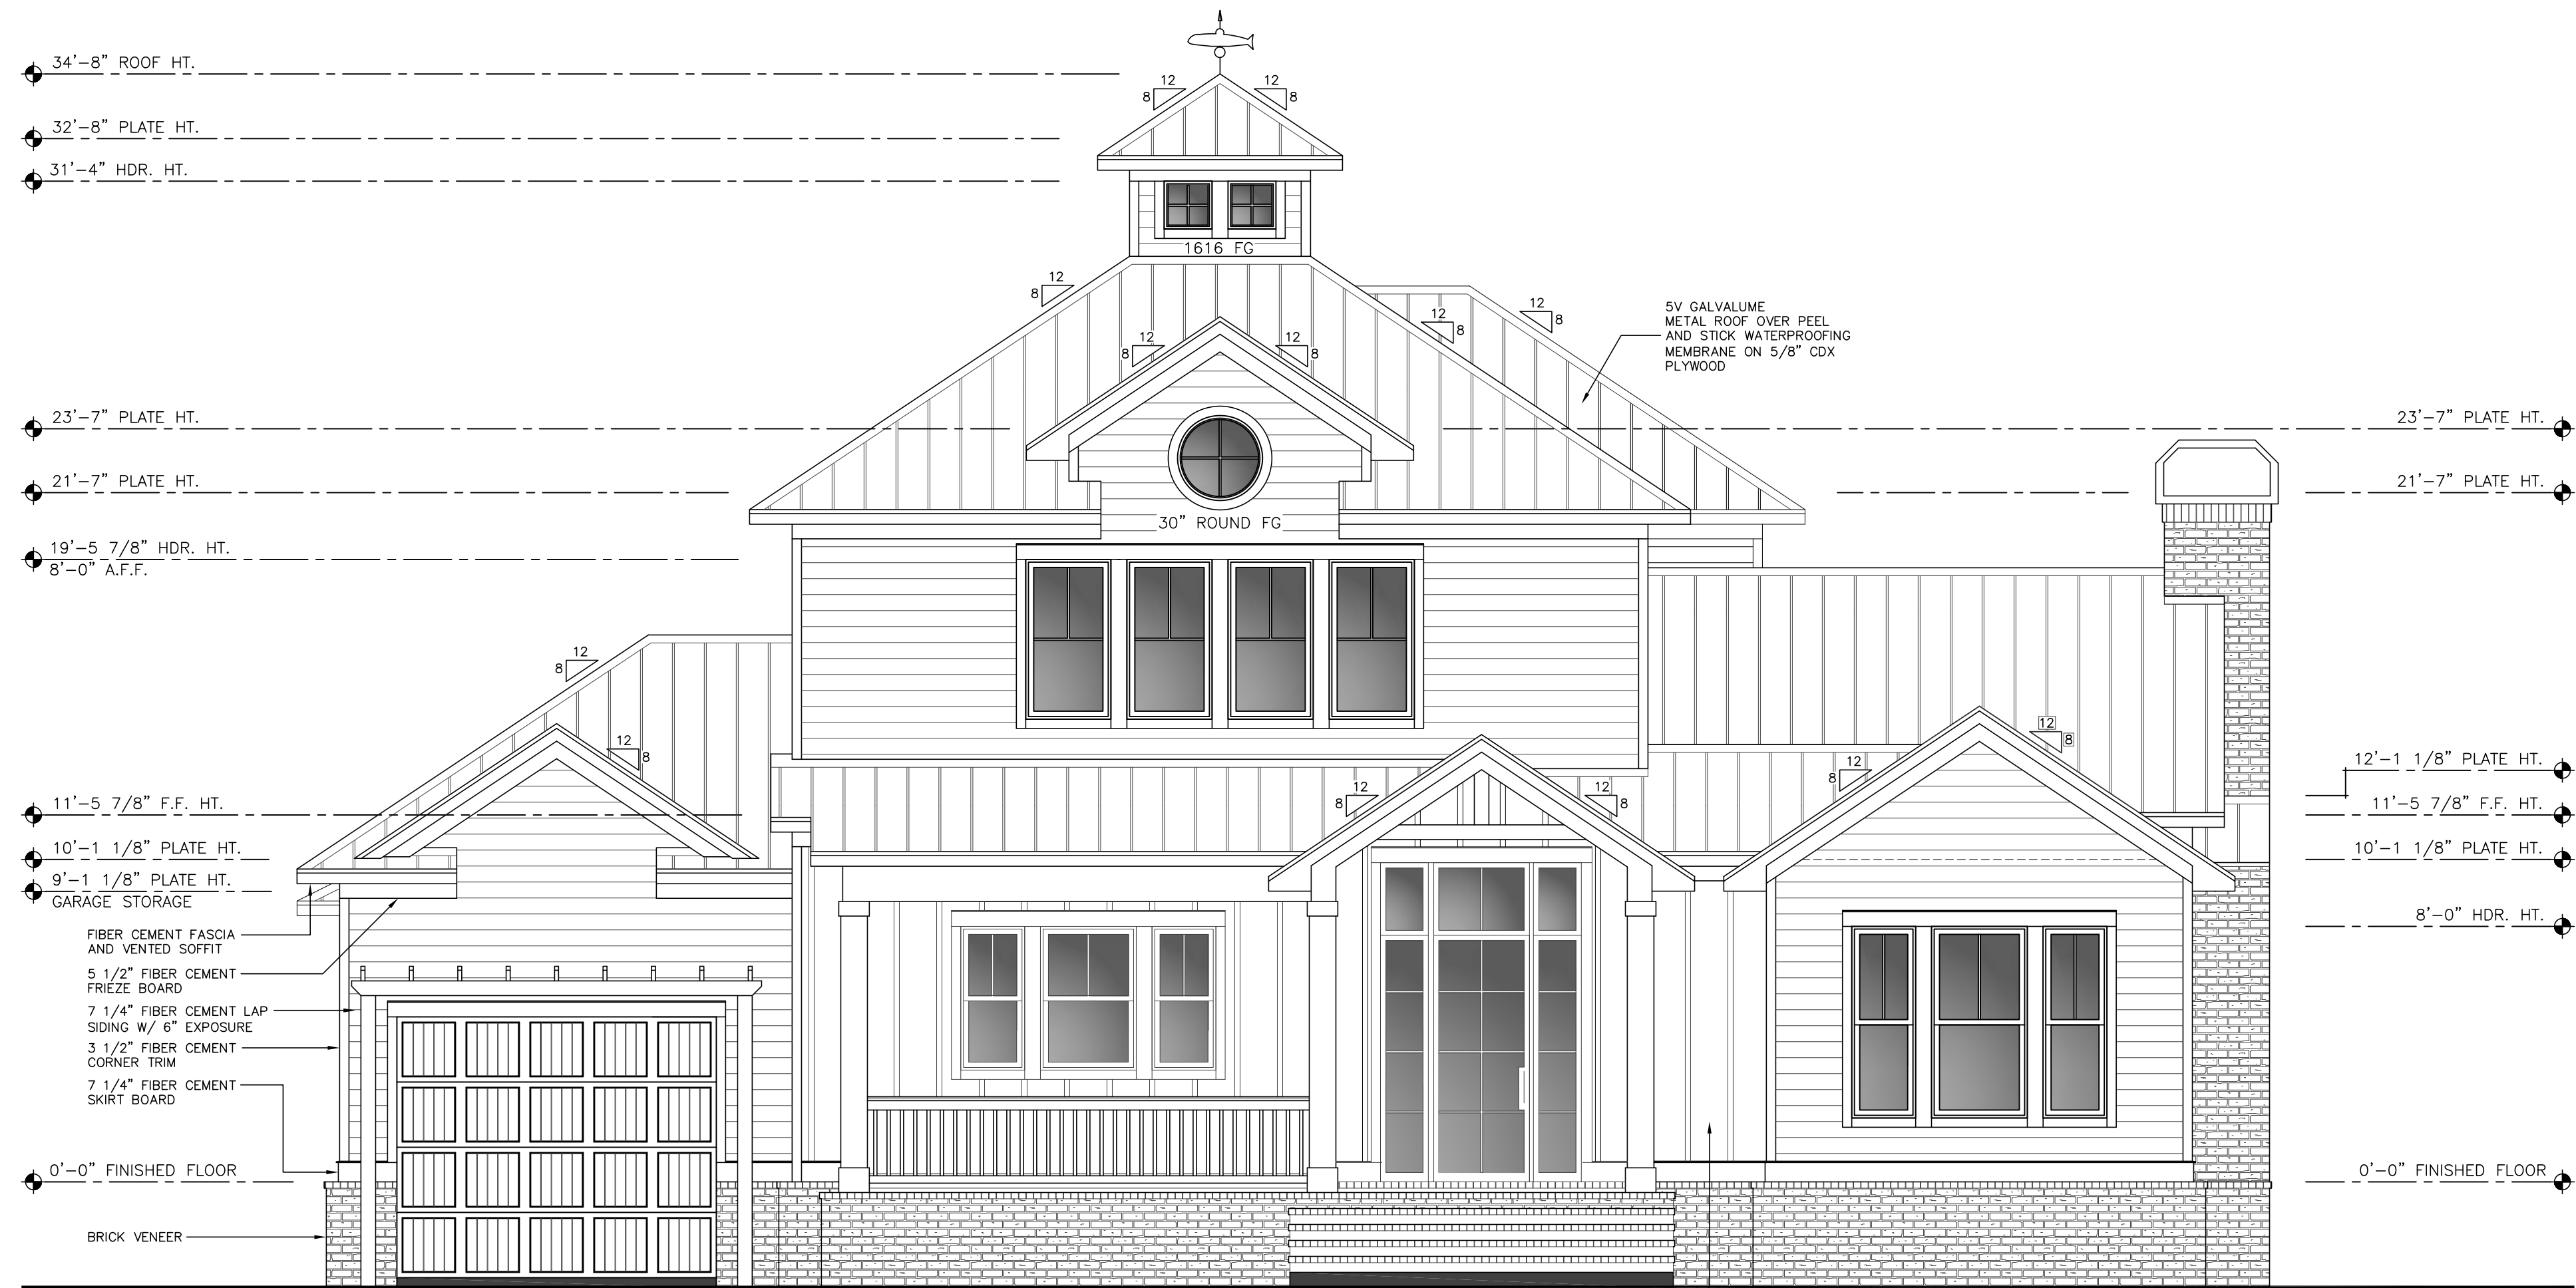 34'-8" ROOF HT.
32'-8" PLATE HT.
31'-4" HDR. HT.
12
8
12
8
1616 FG
12
8
12
8
12
8
12
8
12
8
5V GALVALUME
METAL ROOF OVER PEEL
AND STICK WATERPROOFING
MEMBRANE ON 5/8" CDX
PLYWOOD
23'-7" PLATE HT.
23'-7" PLATE HT.
21'-7" PLATE HT.
21'-7" PLATE HT.
30" ROUND FG
19'-5 7/8" HDR. HT.
8'-0" A.F.F.
12
8
12
8
12
8
12
8
12
8
12
8
12'-1 1/8" PLATE HT.
11'-5 7/8" F.F. HT.
11'-5 7/8" F.F. HT.
10'-1 1/8" PLATE HT.
10'-1 1/8" PLATE HT.
9'-1 1/8" PLATE HT.
GARAGE STORAGE
8'-0" HDR. HT.
FIBER CEMENT FASCIA
AND VENTED SOFFIT
5 1/2" FIBER CEMENT
FRIEZE BOARD
7 1/4" FIBER CEMENT LAP
SIDING W/ 6" EXPOSURE
3 1/2" FIBER CEMENT
CORNER TRIM
7 1/4" FIBER CEMENT
SKIRT BOARD
0'-0" FINISHED FLOOR
0'-0" FINISHED FLOOR
BRICK VENEER